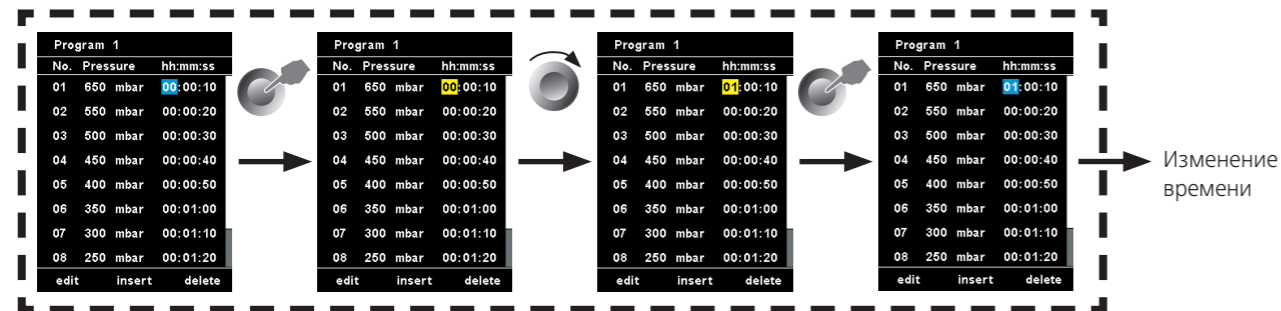 Program 1
No. Pressure hh:mm:ss
01 650 mbar 00:00:10
02 550 mbar 00:00:20
03 500 mbar 00:00:30
04 450 mbar 00:00:40
05 400 mbar 00:00:50
06 350 mbar 00:01:00
07 300 mbar 00:01:10
08 250 mbar 00:01:20
edit insert delete
Program 1
No. Pressure hh:mm:ss
01 650 mbar 00:00:10
02 550 mbar 00:00:20
03 500 mbar 00:00:30
04 450 mbar 00:00:40
05 400 mbar 00:00:50
06 350 mbar 00:01:00
07 300 mbar 00:01:10
08 250 mbar 00:01:20
edit insert delete
Program 1
No. Pressure hh:mm:ss
01 650 mbar 01:00:10
02 550 mbar 00:00:20
03 500 mbar 00:00:30
04 450 mbar 00:00:40
05 400 mbar 00:00:50
06 350 mbar 00:01:00
07 300 mbar 00:01:10
08 250 mbar 00:01:20
edit insert delete
Program 1
No. Pressure hh:mm:ss
01 650 mbar 01:00:10
02 550 mbar 00:00:20
03 500 mbar 00:00:30
04 450 mbar 00:00:40
05 400 mbar 00:00:50
06 350 mbar 00:01:00
07 300 mbar 00:01:10
08 250 mbar 00:01:20
edit insert delete
Изменение
времени